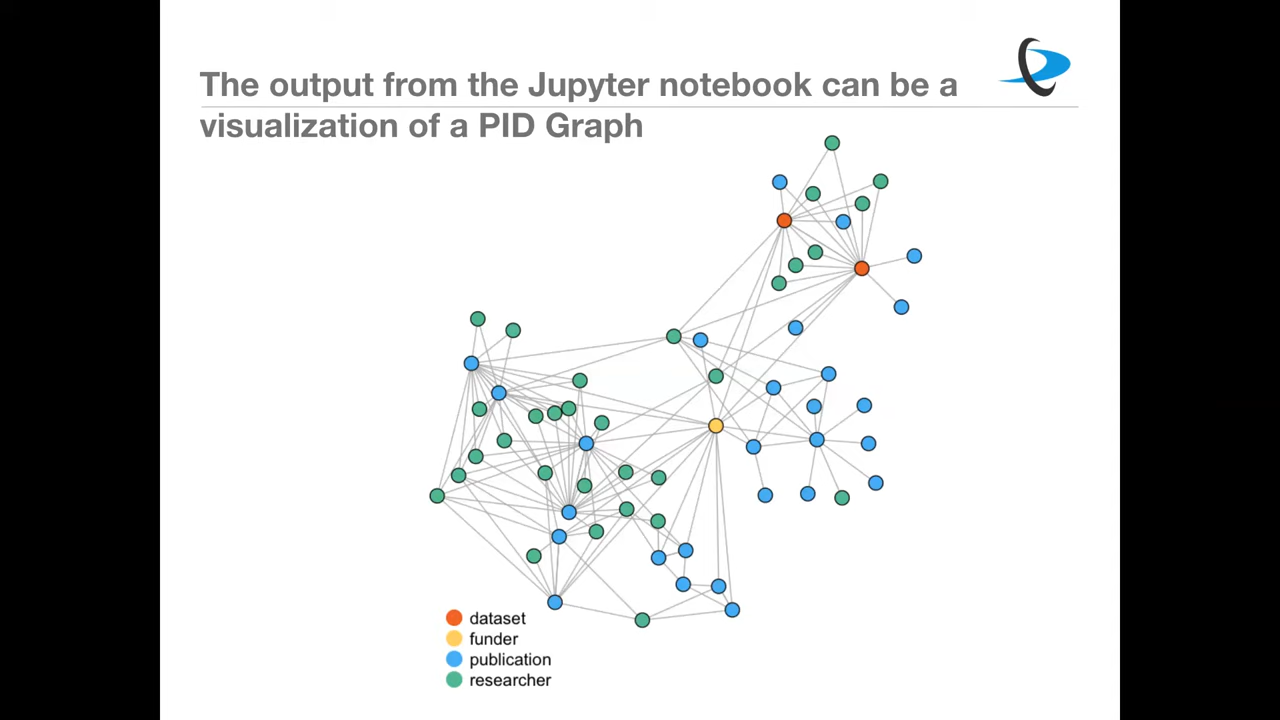 The output from the Jupyter notebook can be a
visualization of a PID Graph
dataset
funder
publication
researcher